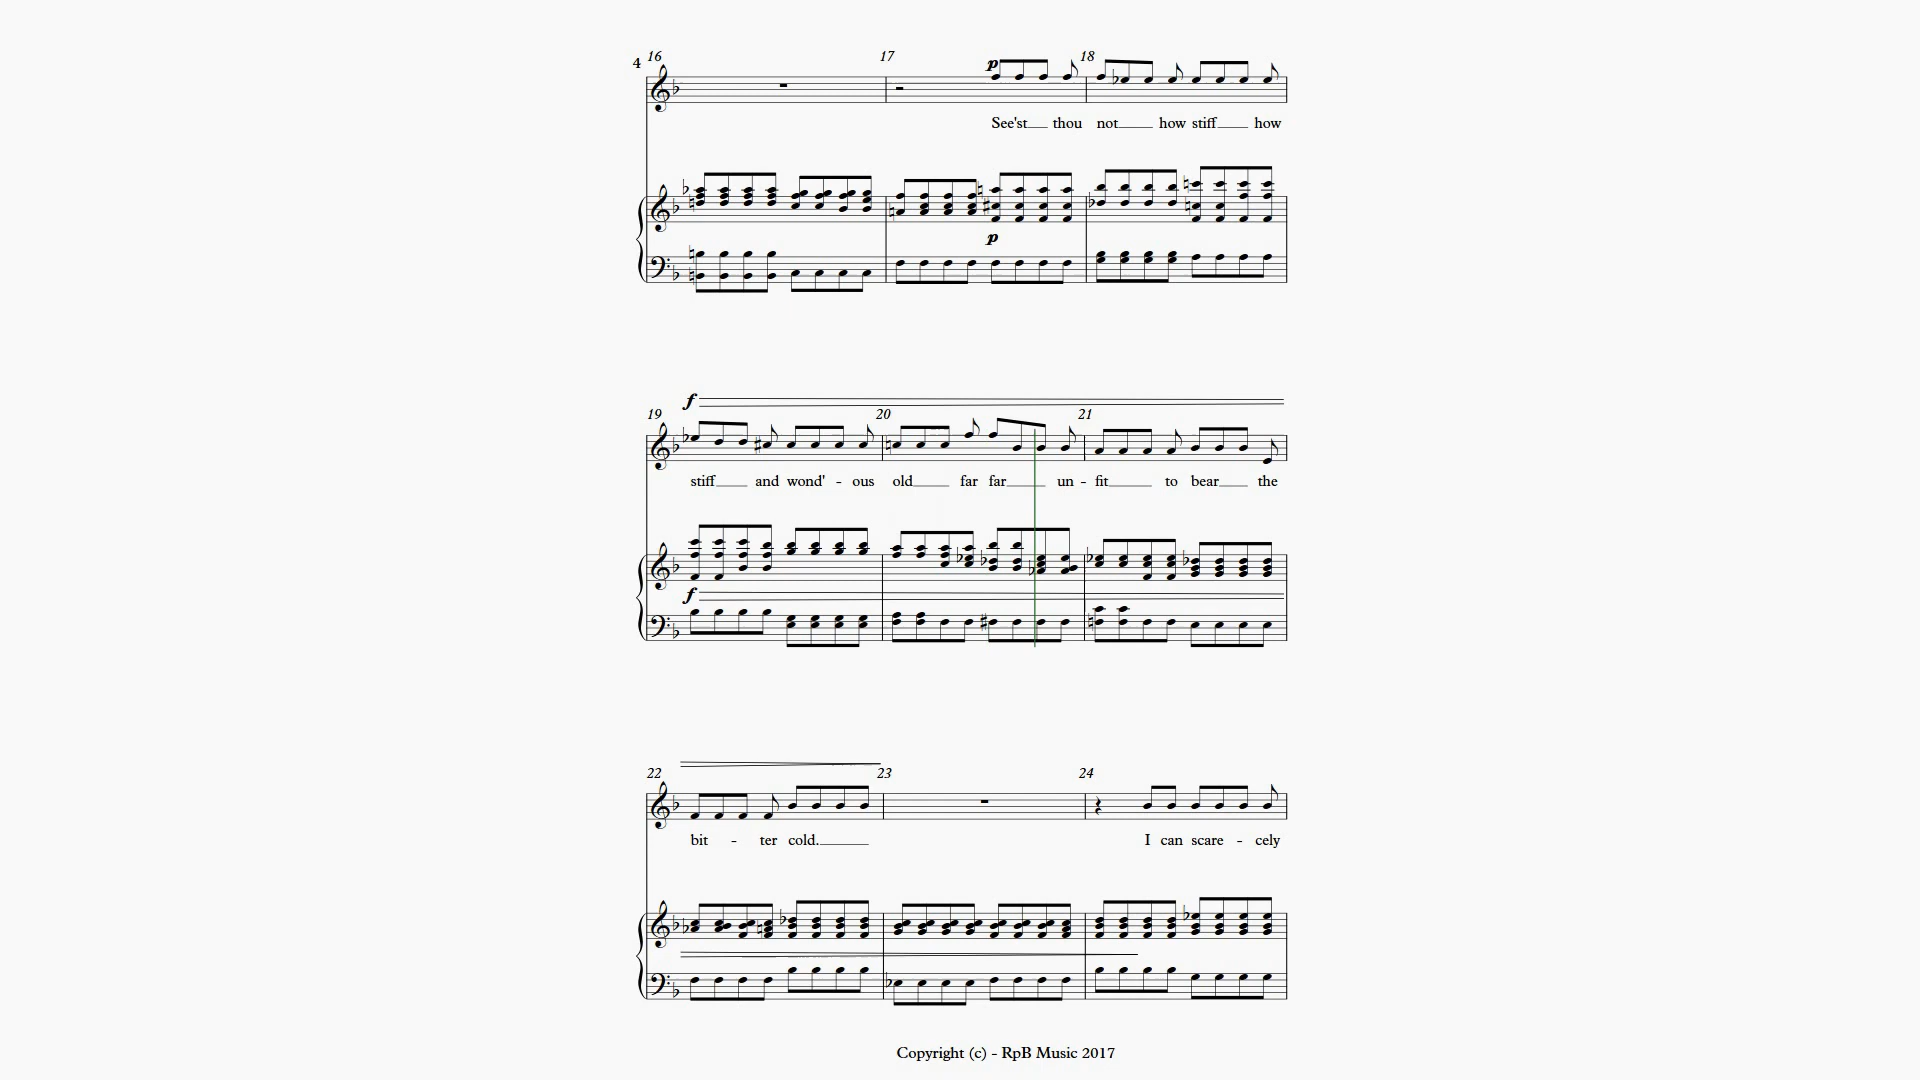 4 16 17 18
p
See'st thou not how stiff how
p
f
19 20 21
stiff and wond' - ous old far far un - fit to bear the
f
22 23 24
bit - ter cold. I can scare - cely
Copyright (c) - RpB Music 2017